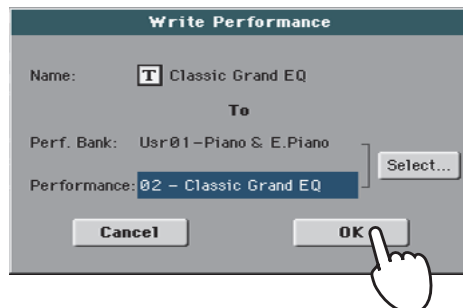 Write Performance
Name: T Classic Grand EQ
To
Perf. Bank: Usr01-Piano & E.Piano
Select...
Performance: 02 - Classic Grand EQ
Cancel OK